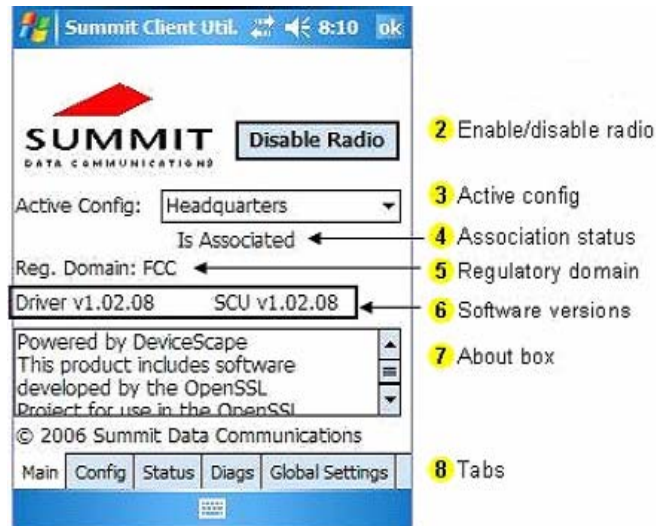 Summit Client Util. 8:10 ok
SUMMIT
DATA COMMUNICATIONS
Disable Radio
2 Enable/disable radio
Active Config: Headquarters
3 Active config
Is Associated
4 Association status
Reg. Domain: FCC
5 Regulatory domain
Driver v1.02.08 SCU v1.02.08
6 Software versions
Powered by DeviceScape
This product includes software
developed by the OpenSSL
Project for use in the OpenSSL
7 About box
© 2006 Summit Data Communications
Main Config Status Diags Global Settings
8 Tabs